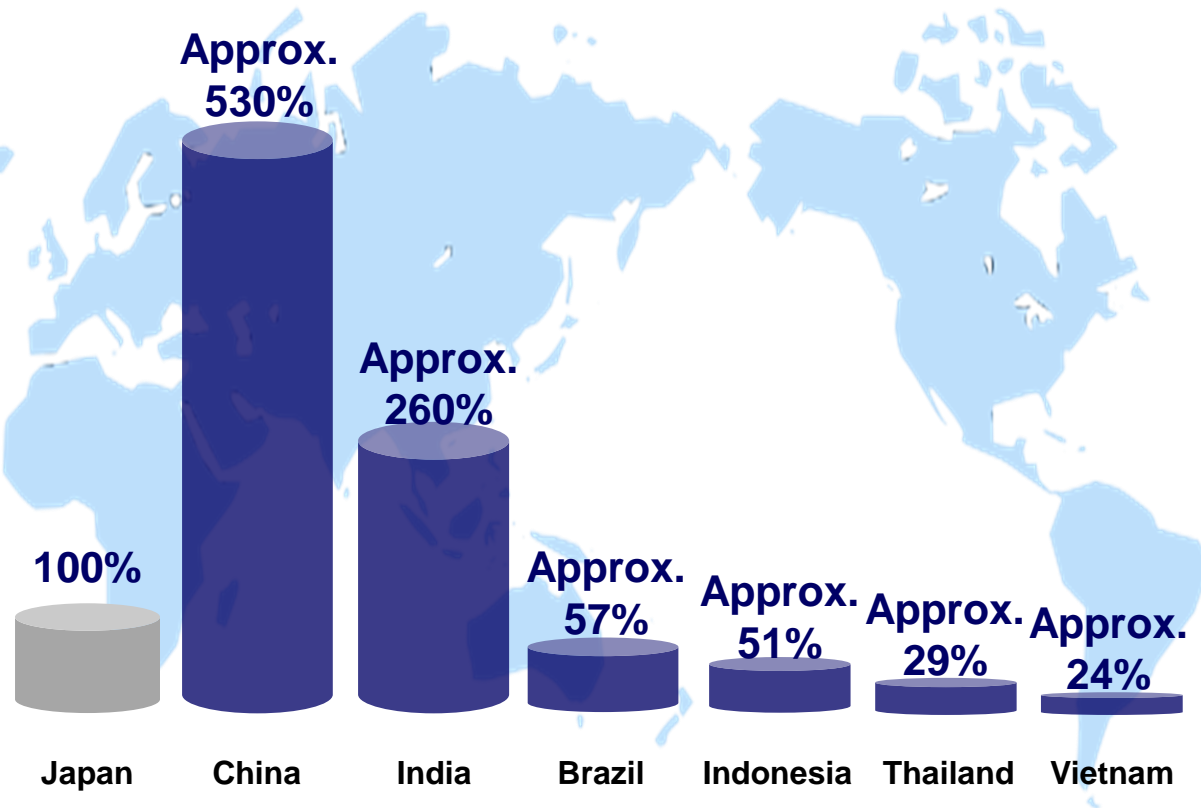 Approx.
530%
Approx.
260%
100%
Approx.
57%
Approx.
51%
Approx.
29%
Approx.
24%
Japan
China
India
Brazil
Indonesia
Thailand
Vietnam